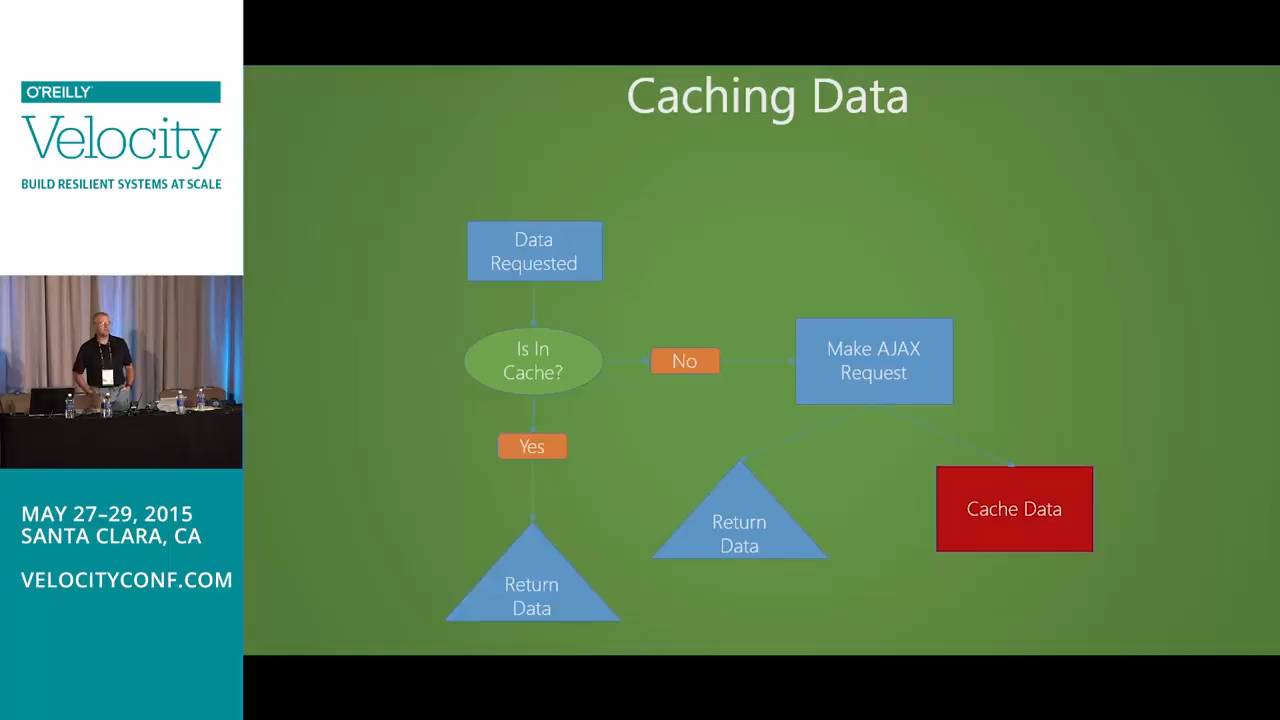 O'REILLY
Velocity
BUILD RESILIENT SYSTEMS AT SCALE
MAY 27–29, 2015
SANTA CLARA, CA
VELOCITYCONF.COM
Caching Data
Data
Requested
Is In
Cache?
No
Make AJAX
Request
Yes
Return
Data
Cache Data
Return
Data